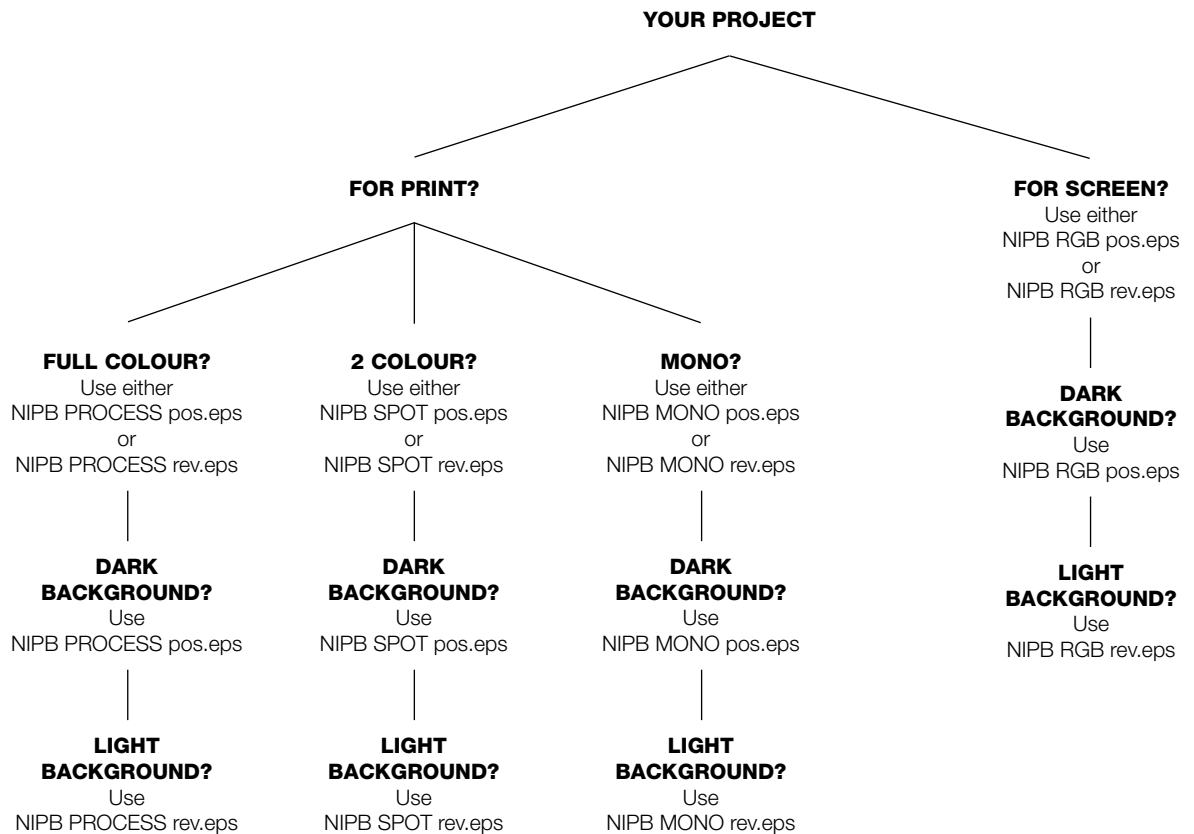 YOUR PROJECT
FOR PRINT?
FULL COLOUR?
Use either
NIPB PROCESS pos.eps
or
NIPB PROCESS rev.eps
DARK
BACKGROUND?
Use
NIPB PROCESS pos.eps
LIGHT
BACKGROUND?
Use
NIPB PROCESS rev.eps
2 COLOUR?
Use either
NIPB SPOT pos.eps
or
NIPB SPOT rev.eps
DARK
BACKGROUND?
Use
NIPB SPOT pos.eps
LIGHT
BACKGROUND?
Use
NIPB SPOT rev.eps
MONO?
Use either
NIPB MONO pos.eps
or
NIPB MONO rev.eps
DARK
BACKGROUND?
Use
NIPB MONO pos.eps
LIGHT
BACKGROUND?
Use
NIPB MONO rev.eps
FOR SCREEN?
Use either
NIPB RGB pos.eps
or
NIPB RGB rev.eps
DARK
BACKGROUND?
Use
NIPB RGB pos.eps
LIGHT
BACKGROUND?
Use
NIPB RGB rev.eps